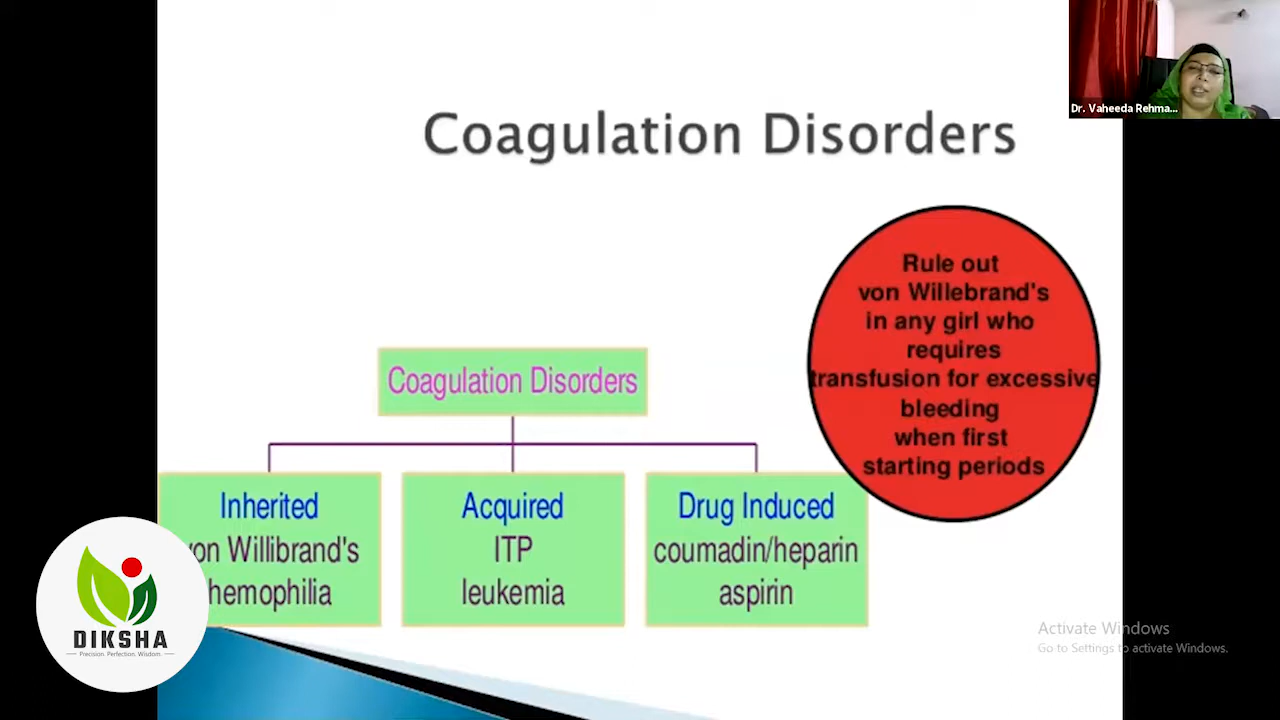 Dr. Vaheeda Rehma...
Coagulation Disorders
Rule out
von Willebrand's
in any girl who
requires
transfusion for excessive
bleeding
when first
starting periods
Coagulation Disorders
Inherited
von Willibrand's
hemophilia
Acquired
ITP
leukemia
Drug Induced
coumadin/heparin
aspirin
DIKSHA
Precision. Perfection. Wisdom.
Activate Windows
Go to Settings to activate Windows.